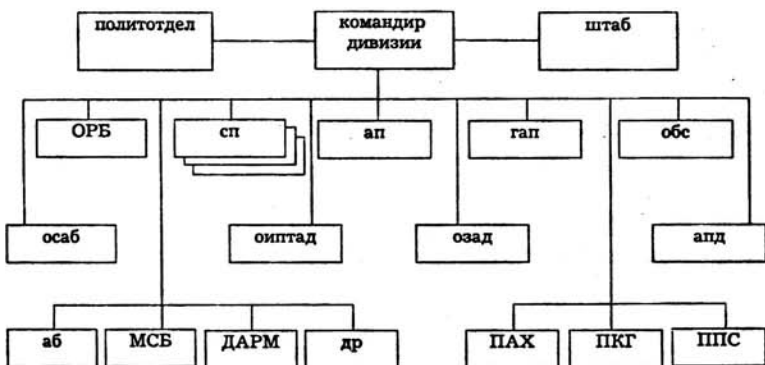 политотдел командир дивизии штаб
ОРБ сп ап гап обс
осаб оиптад озад апд
аб МСБ ДАРМ др ПАХ ПКГ ППС